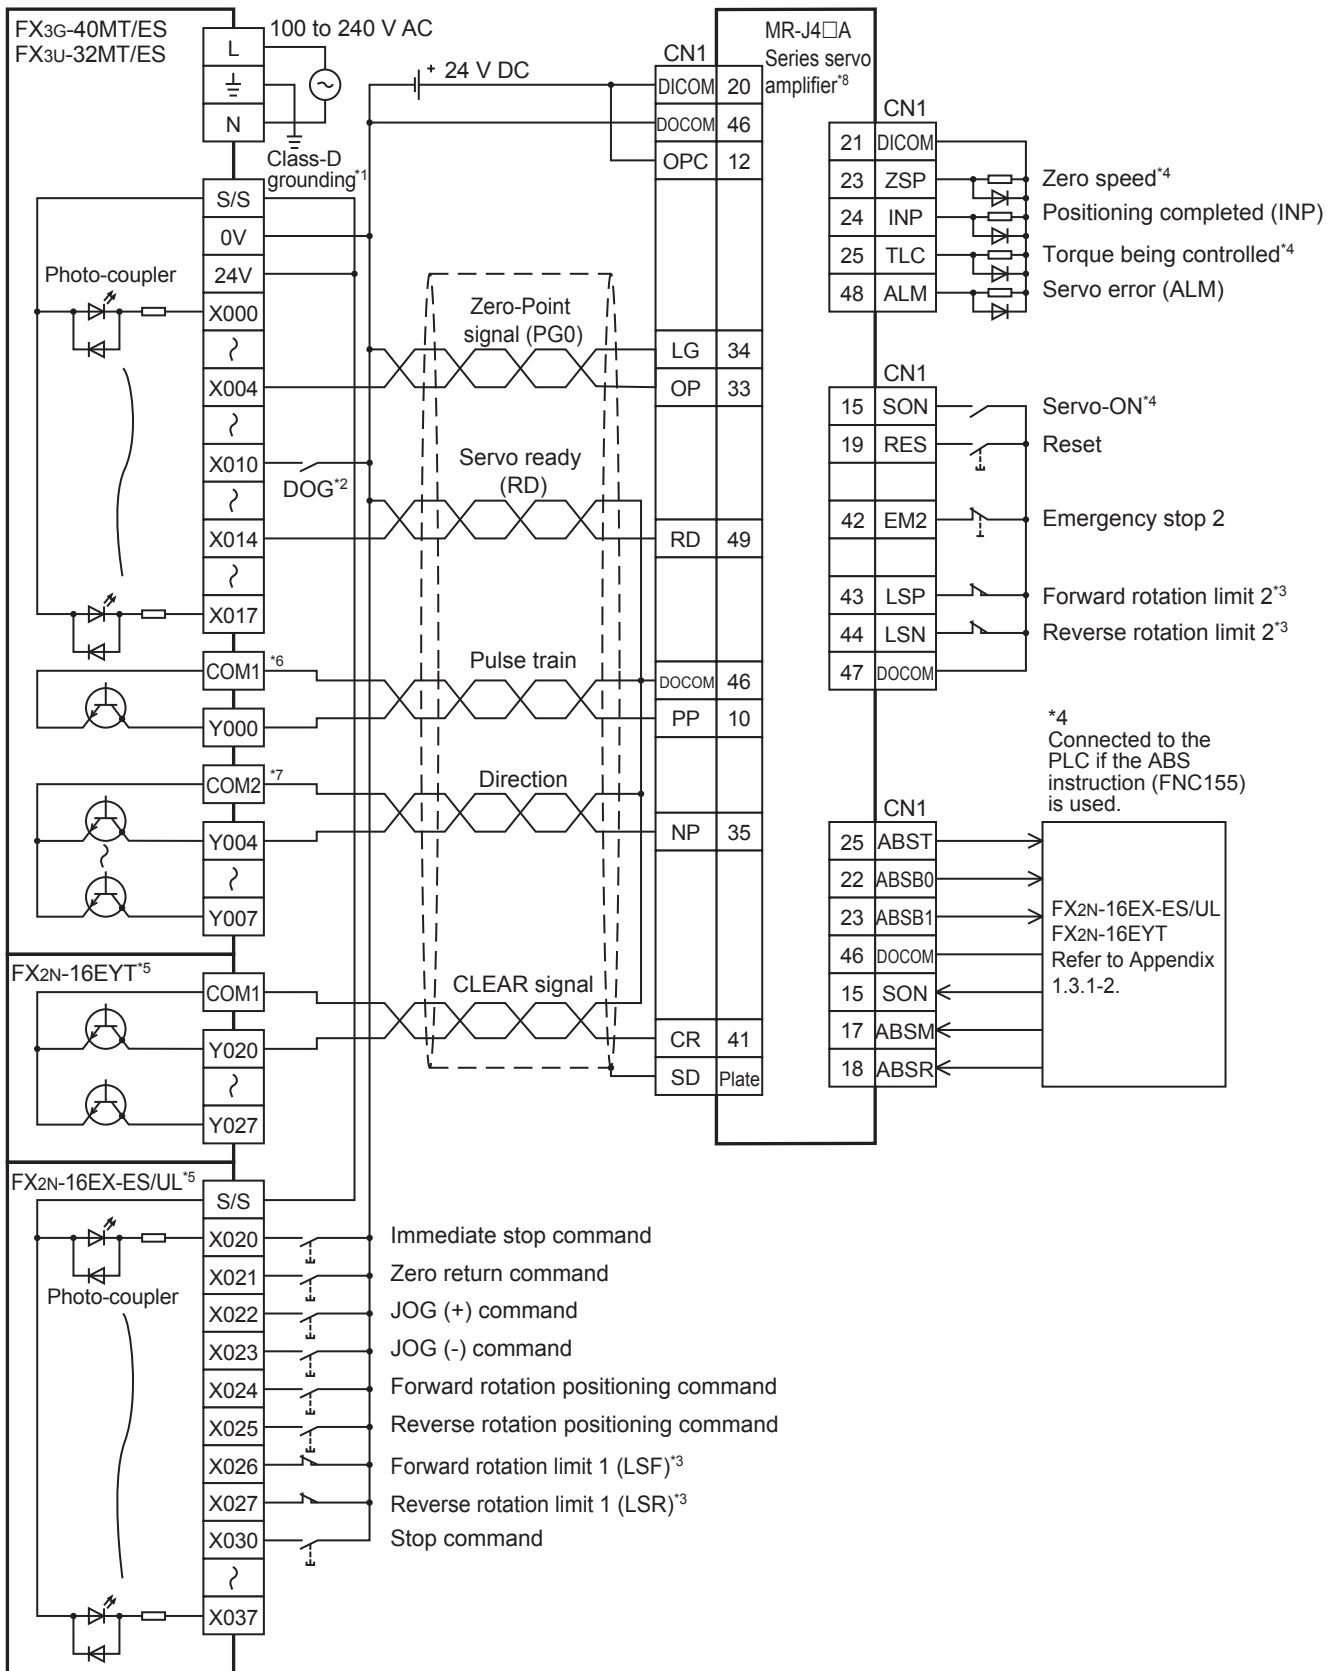 FX3G-40MT/ES
FX3U-32MT/ES
L
N
100 to 240 V AC
Class-D
grounding*1
S/S
0V
24V
X000
X004
X010
X014
X017
Photo-coupler
DOG*2
COM1
*6
Y000
COM2
*7
Y004
Y007
FX2N-16EYT*5
COM1
Y020
Y027
FX2N-16EX-ES/UL*5
S/S
X020
X021
X022
X023
X024
X025
X026
X027
X030
X037
Photo-coupler
Immediate stop command
Zero return command
JOG (+) command
JOG (-) command
Forward rotation positioning command
Reverse rotation positioning command
Forward rotation limit 1 (LSF)*3
Reverse rotation limit 1 (LSR)*3
Stop command
+ 24 V DC
Zero-Point
signal (PG0)
Servo ready
(RD)
Pulse train
Direction
CLEAR signal
MR-J4□A
Series servo
amplifier*8
CN1
DICOM 20
DOCOM 46
OPC 12
LG 34
OP 33
RD 49
DOCOM 46
PP 10
NP 35
CR 41
SD Plate
CN1
21 DICOM
23 ZSP Zero speed*4
24 INP Positioning completed (INP)
25 TLC Torque being controlled*4
48 ALM Servo error (ALM)
CN1
15 SON Servo-ON*4
19 RES Reset
42 EM2 Emergency stop 2
43 LSP Forward rotation limit 2*3
44 LSN Reverse rotation limit 2*3
47 DOCOM
*4
Connected to the
PLC if the ABS
instruction (FNC155)
is used.
CN1
25 ABST
22 ABSB0
23 ABSB1
46 DOCOM
15 SON
17 ABSM
18 ABSR
FX2N-16EX-ES/UL
FX2N-16EYT
Refer to Appendix
1.3.1-2.